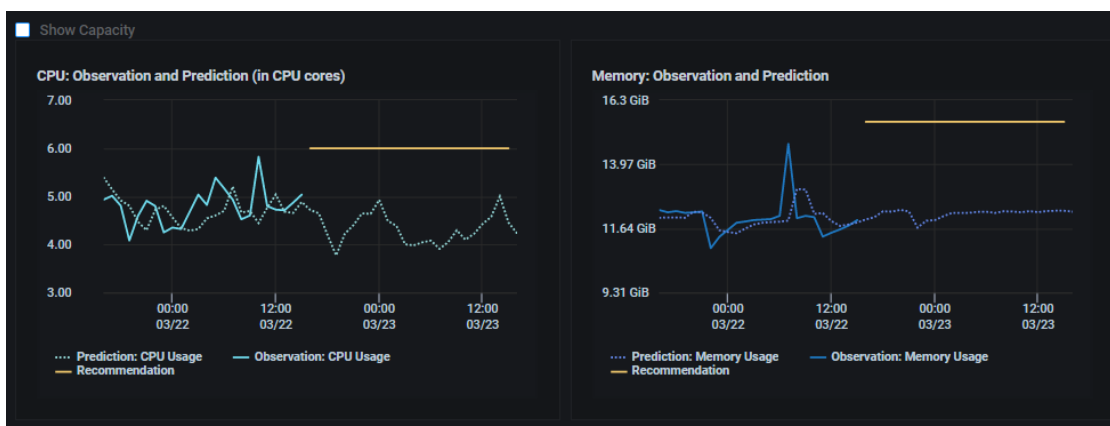 Show Capacity
CPU: Observation and Prediction (in CPU cores)
7.00
6.00
5.00
4.00
3.00
00:00
03/22
12:00
03/22
00:00
03/23
12:00
03/23
Prediction: CPU Usage
Observation: CPU Usage
Recommendation
Memory: Observation and Prediction
16.3 GiB
13.97 GiB
11.64 GiB
9.31 GiB
00:00
03/22
12:00
03/22
00:00
03/23
12:00
03/23
Prediction: Memory Usage
Observation: Memory Usage
Recommendation